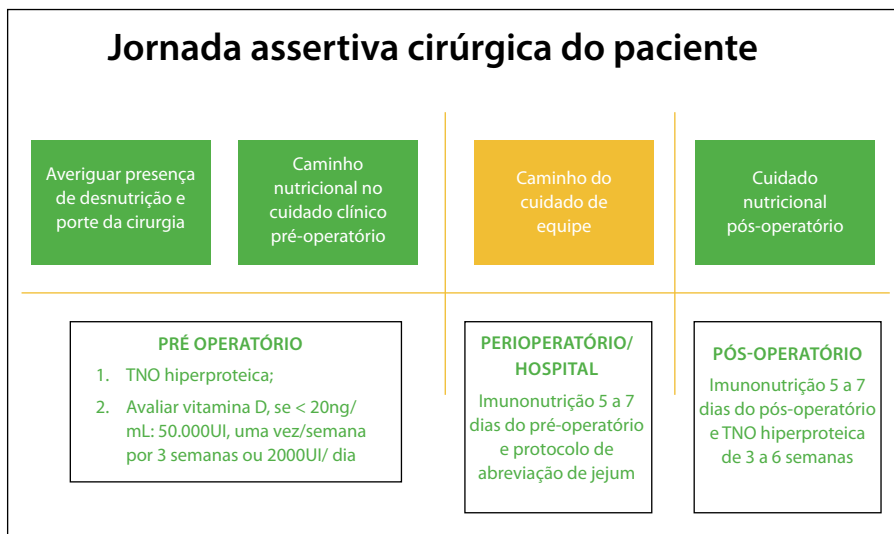 Jornada assertiva cirúrgica do paciente
Averiguar presença
de desnutrição e
porte da cirurgia
Caminho
nutricional no
cuidado clínico
pré-operatório
Caminho do
cuidado de
equipe
Cuidado
nutricional
pós-operatório
PRÉ OPERATÓRIO
1. TNO hiperproteica;
2. Avaliar vitamina D, se < 20ng/
mL: 50.000UI, uma vez/semana
por 3 semanas ou 2000UI/ dia
PERIOPERATÓRIO/
HOSPITAL
Imunonutrição 5 a 7
dias do pré-operatório
e protocolo de
abreviação de jejum
PÓS-OPERATÓRIO
Imunonutrição 5 a 7
dias do pós-operatório
e TNO hiperproteica
de 3 a 6 semanas